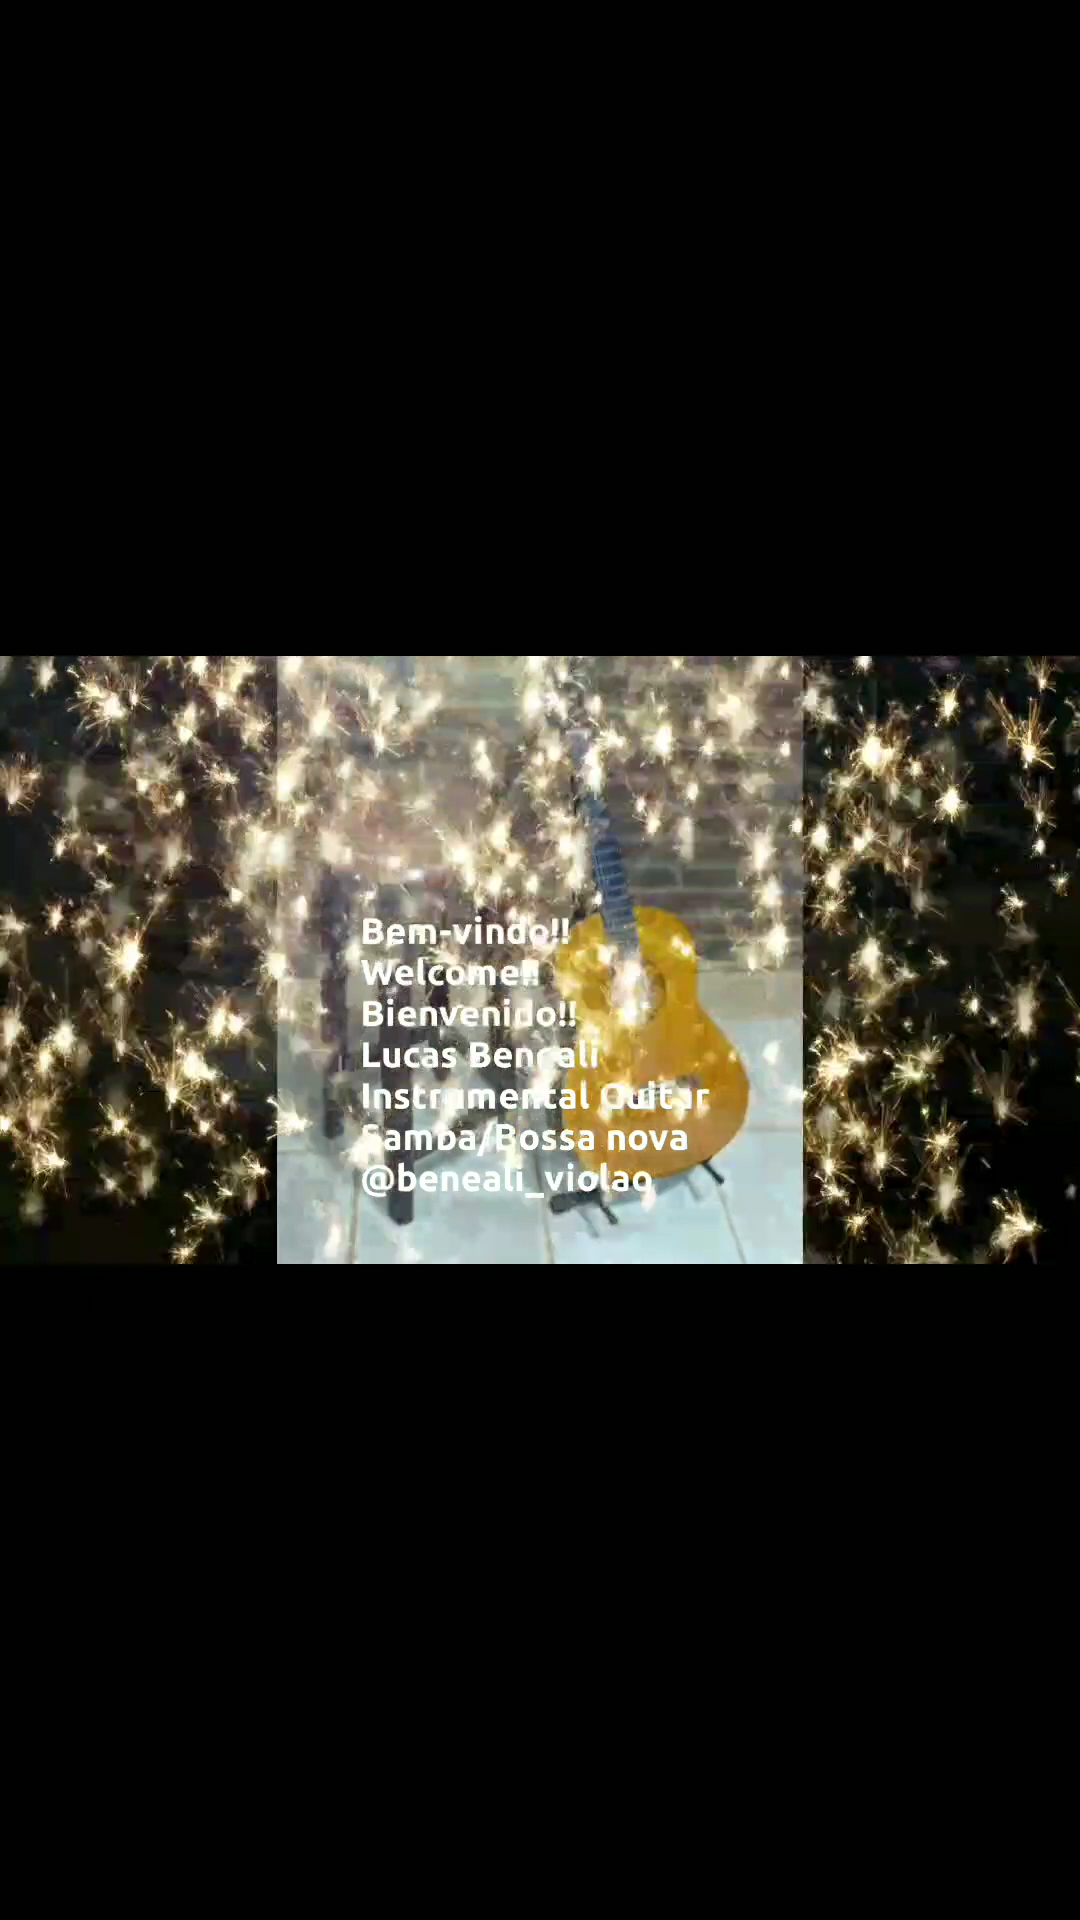 Bem-vindo!!
Welcome!!
Bienvenido!!
Lucas Beneali
Instrumental Guitar
Samba/Bossa nova
@beneali_violao